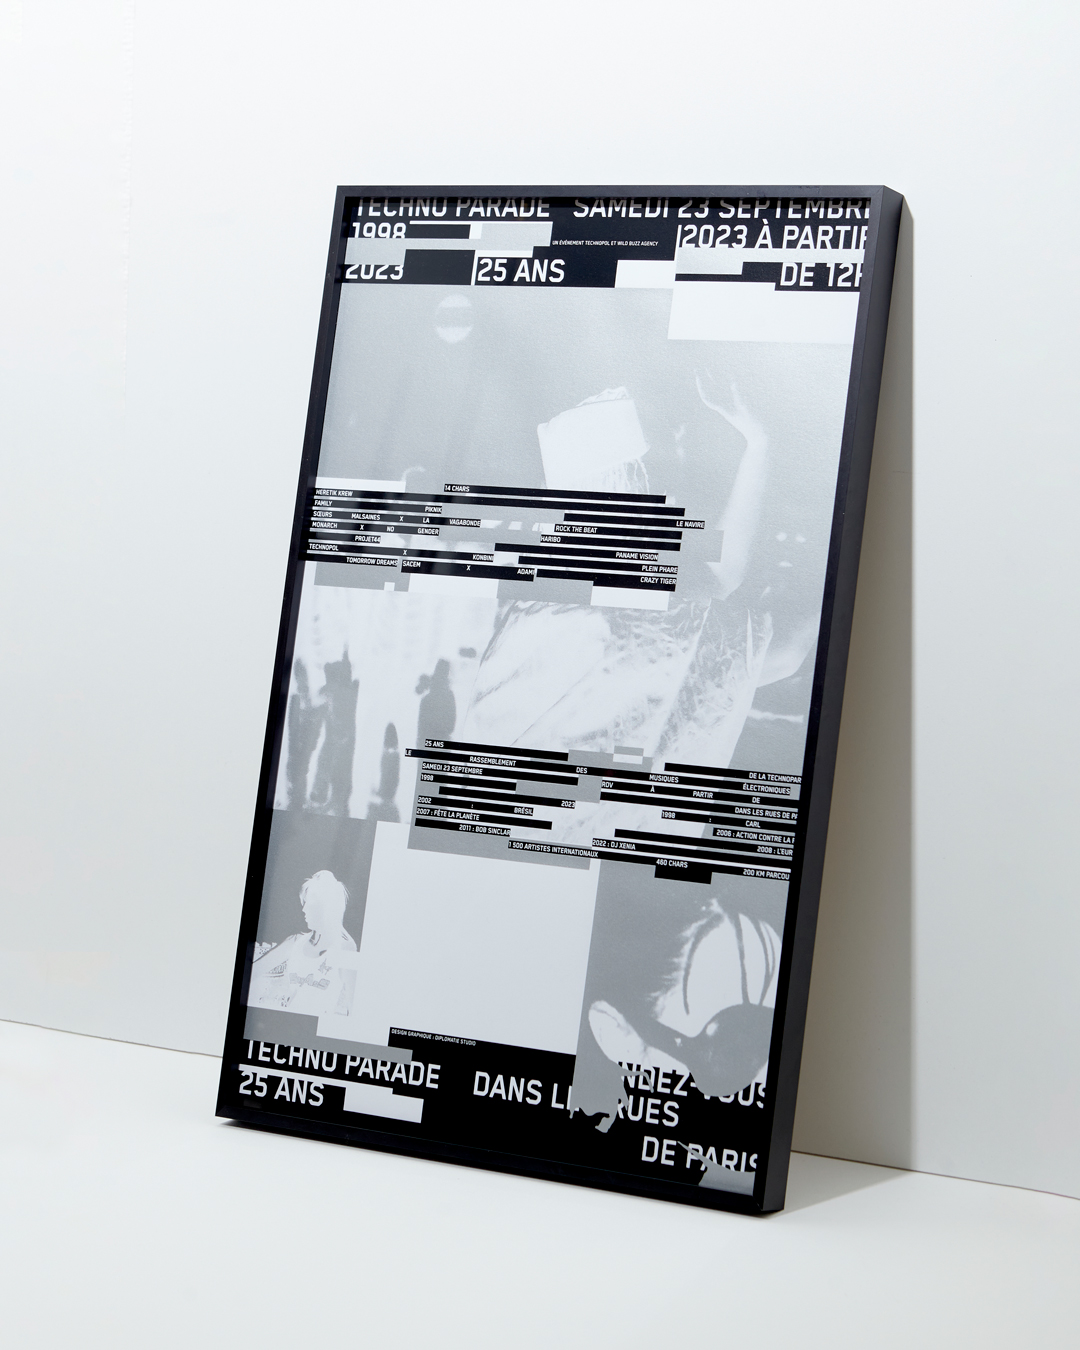 TECHNO PARADE SAMEDI 23 SEPTEMBRE
1998 2023 À PARTIR
UN ÉVÉNEMENT TECHNOPOL ET WILD BUZZ AGENCY
2023 25 ANS DE 12H
14 CHARS
HERETIK KREW
FAMILY PIKNIK
SŒURS MALSAINES X LA VAGABONDE
LE NAVIRE
MONARCH X NO GENDER
ROCK THE BEAT
PROJET44
HARIBO
TECHNOPOL X KONBINI
PANAME VISION
TOMORROW DREAMS
SACEM X ADAMI
PLEIN PHARE
CRAZY TIGER
25 ANS
LE RASSEMBLEMENT DES MUSIQUES ÉLECTRONIQUES
DE LA TECHNOPAR
SAMEDI 23 SEPTEMBRE
RDV À PARTIR DE
1998 2023
DANS LES RUES DE PA
1998 : CARL
2002 : BRÉSIL
2006 : ACTION CONTRE LA F
2007 : FÊTE LA PLANÈTE
2008 : L'EUR
2011 : BOB SINCLAR
2022 : DJ XENIA
1 500 ARTISTES INTERNATIONAUX
460 CHARS
200 KM PARCOU
DESIGN GRAPHIQUE : DIPLOMATIE STUDIO
TECHNO PARADE
NDEZ-VOUS
25 ANS DANS LES RUES
DE PARIS